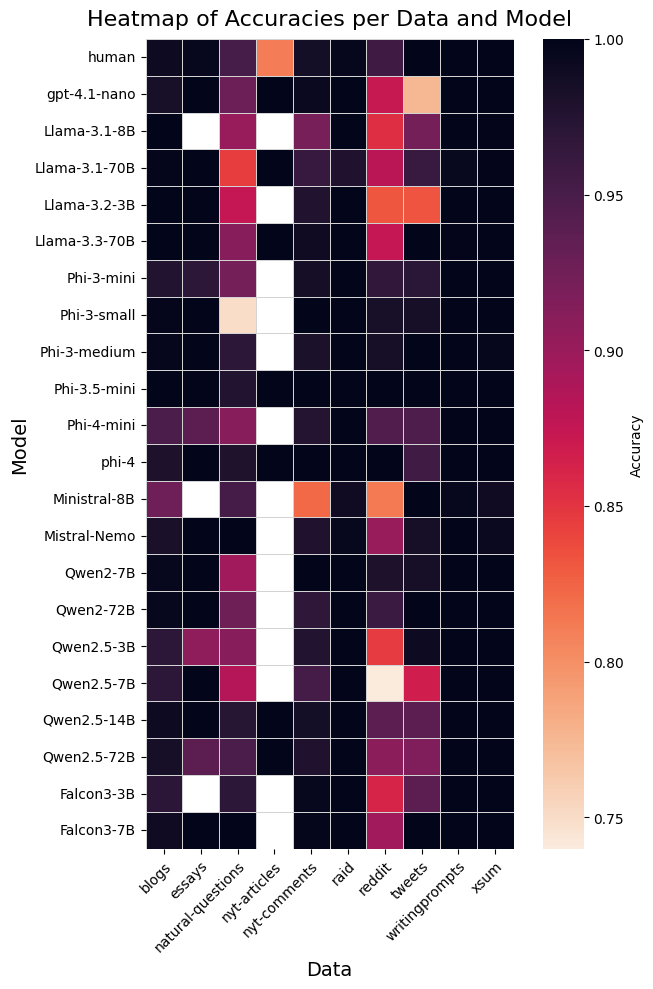 Heatmap of Accuracies per Data and Model
human
gpt-4.1-nano
Llama-3.1-8B
Llama-3.1-70B
Llama-3.2-3B
Llama-3.3-70B
Phi-3-mini
Phi-3-small
Phi-3-medium
Phi-3.5-mini
Phi-4-mini
phi-4
Ministral-8B
Mistral-Nemo
Qwen2-7B
Qwen2-72B
Qwen2.5-3B
Qwen2.5-7B
Qwen2.5-14B
Qwen2.5-72B
Falcon3-3B
Falcon3-7B
Model
blogs
essays
natural-questions
nyt-articles
nyt-comments
raid
reddit
tweets
writingprompts
xsum
Data
1.00
0.95
0.90
0.85
0.80
0.75
Accuracy